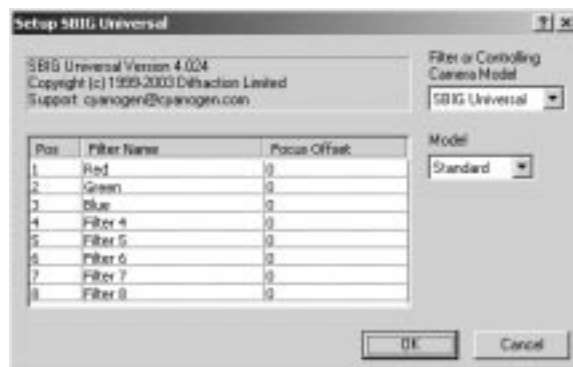 Setup SBIG Universal
SBIG Universal Version 4.024
Copyright (c) 1999-2003 Diffraction Limited
Support: cyanogen@cyanogen.com
Filter or Controlling
Camera Model
SBIG Universal
Model
Standard
Pos Filter Name Focus Offset
1 Red 0
2 Green 0
3 Blue 0
4 Filter 4 0
5 Filter 5 0
6 Filter 6 0
7 Filter 7 0
8 Filter 8 0
OK Cancel